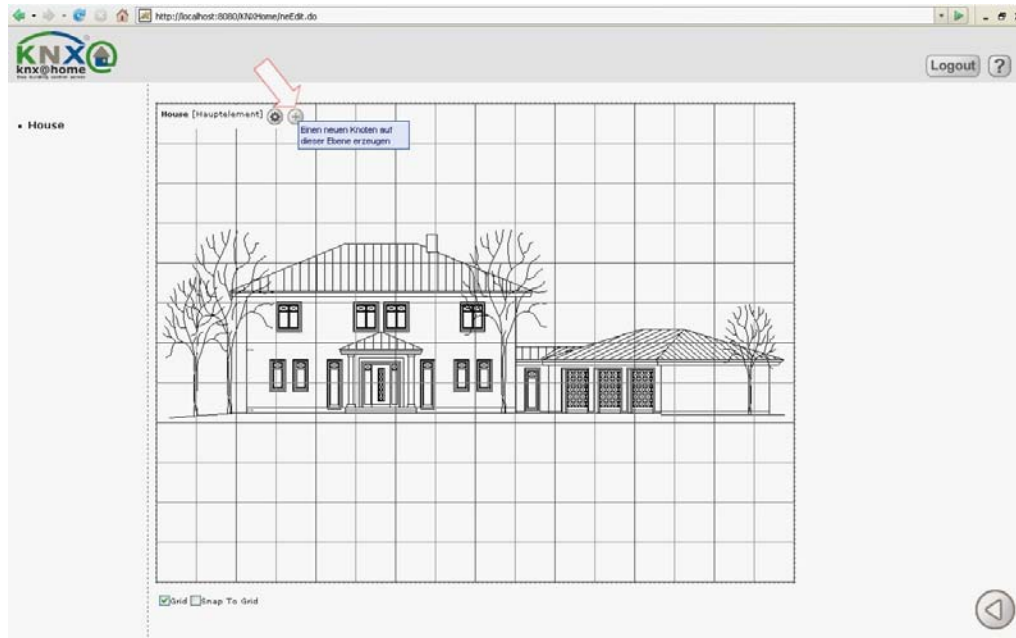 http://localhost:8080/KNXHome/neEdit.do
KNX@
knx@home
Logout
?
House
House [Hauptelement]
Einen neuen Knoten auf
dieser Ebene erzeugen
Grid Snap To Grid